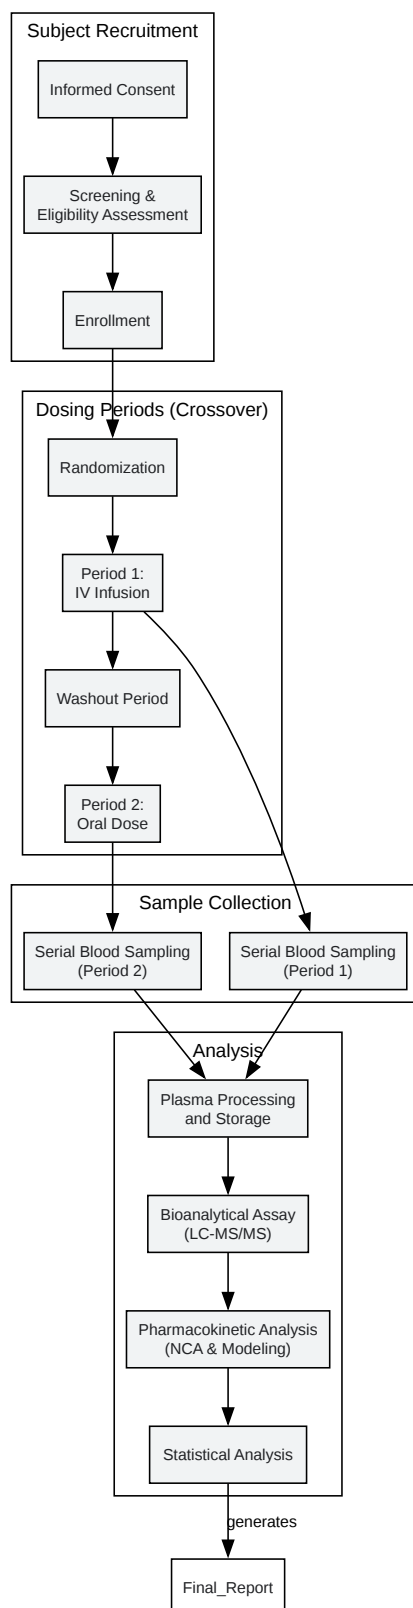 Subject Recruitment
Informed Consent
Screening &
Eligibility Assessment
Enrollment
Dosing Periods (Crossover)
Randomization
Period 1:
IV Infusion
Washout Period
Period 2:
Oral Dose
Sample Collection
Serial Blood Sampling
(Period 2)
Serial Blood Sampling
(Period 1)
Analysis
Plasma Processing
and Storage
Bioanalytical Assay
(LC-MS/MS)
Pharmacokinetic Analysis
(NCA & Modeling)
Statistical Analysis
generates
Final_Report